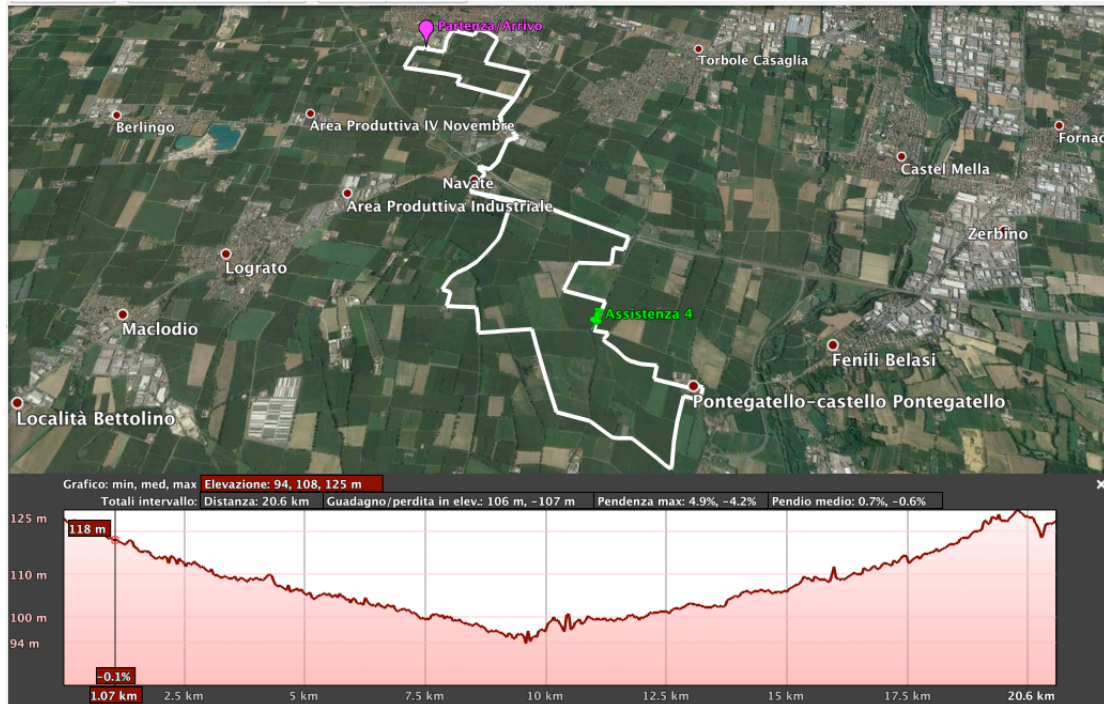 Partenza/Arrivo
Torbole Casaglia
Berlingo
Area Produttiva IV Novembre
Castel Mella
Navate
Area Produttiva Industriale
Zerbino
Lograto
Assistenza 4
Maclodio
Fenili Belasi
Località Bettolino
Pontegatello-castello Pontegatello
Grafico: min, med, max Elevazione: 94, 108, 125 m
Totali intervallo: Distanza: 20.6 km Guadagno/perdita in elev.: 106 m, -107 m Pendenza max: 4.9%, -4.2% Pendio medio: 0.7%, -0.6%
125 m
118 m
110 m
100 m
94 m
-0.1%
1.07 km 2.5 km 5 km 7.5 km 10 km 12.5 km 15 km 17.5 km 20.6 km